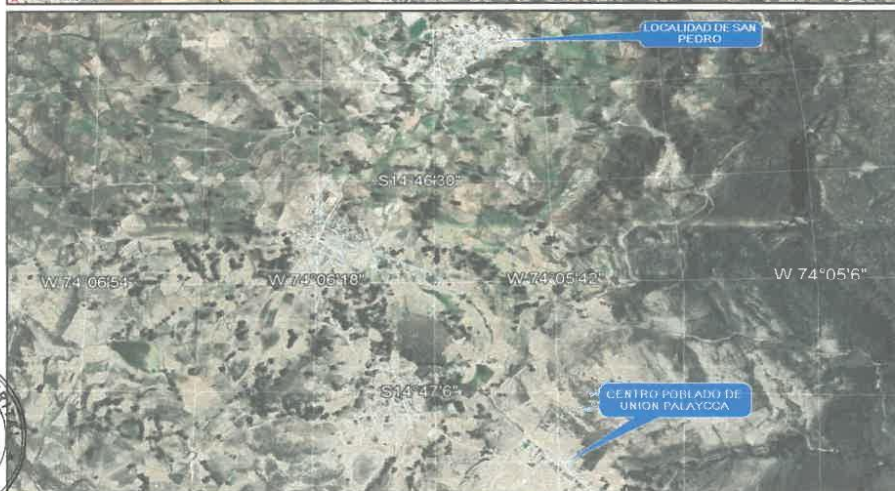 LOCALIDAD DE SAN
PEDRO
S14°46'30"
W 74°06'54"
W 74°06'18"
W 74°05'42"
W 74°05'6"
S14°47'6"
CENTRO POBLADO DE
UNION PALAYCCA